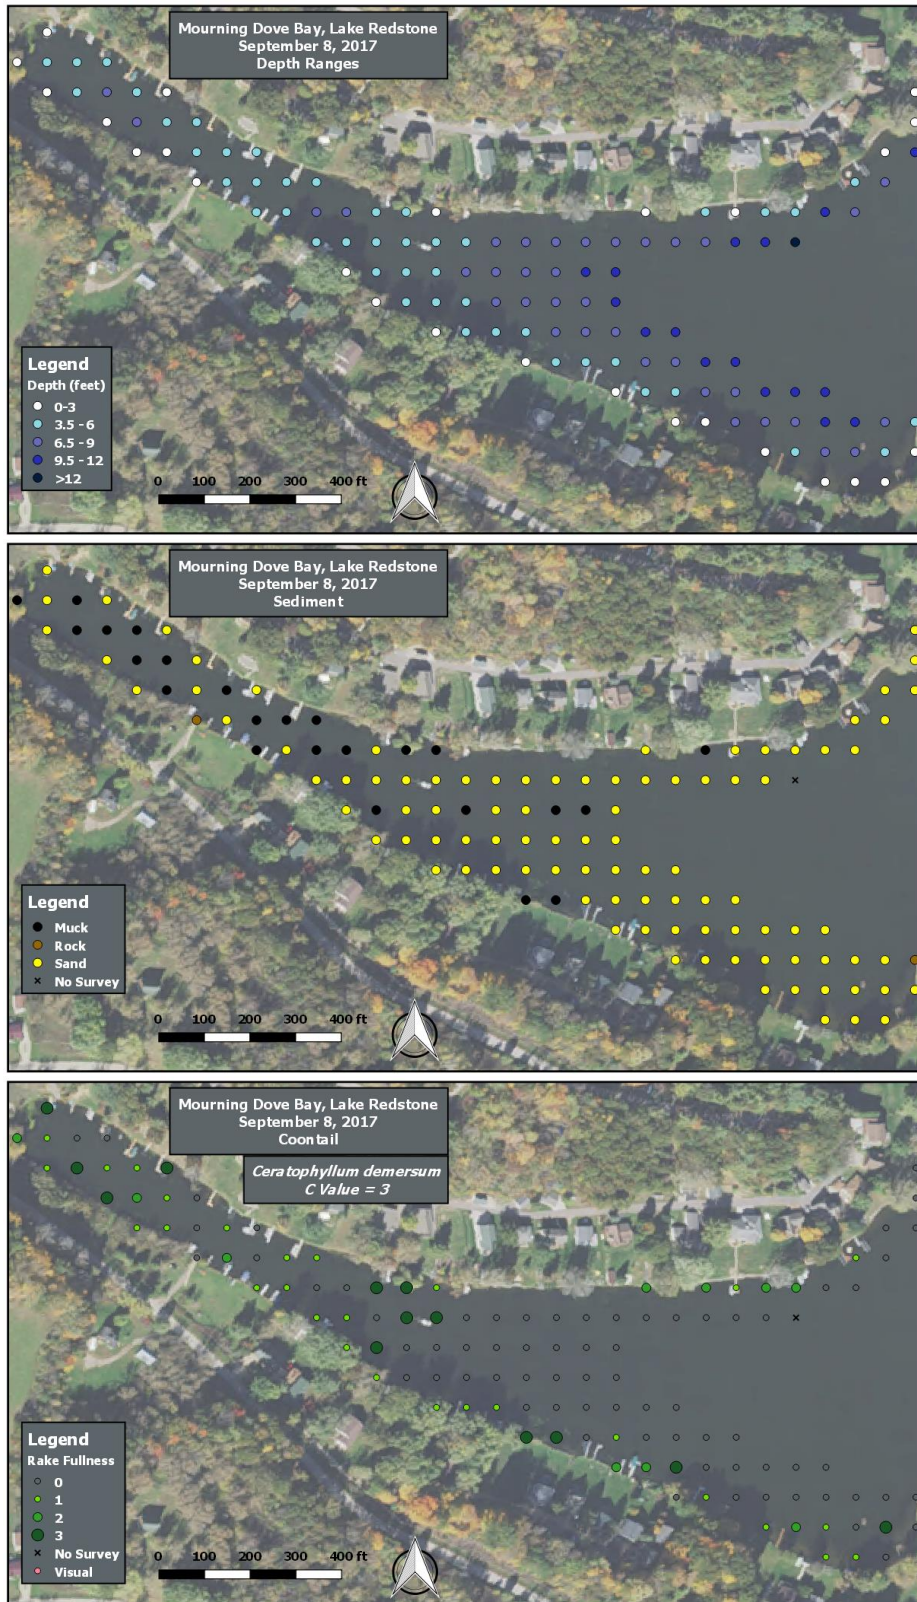 Mourning Dove Bay, Lake Redstone
September 8, 2017
Depth Ranges
Legend
Depth (feet)
0-3
3.5 - 6
6.5 - 9
9.5 - 12
>12
0 100 200 300 400 ft
Mourning Dove Bay, Lake Redstone
September 8, 2017
Sediment
Legend
Muck
Rock
Sand
No Survey
0 100 200 300 400 ft
Mourning Dove Bay, Lake Redstone
September 8, 2017
Coontail
Ceratophyllum demersum
C Value = 3
Legend
Rake Fullness
0
1
2
3
No Survey
Visual
0 100 200 300 400 ft